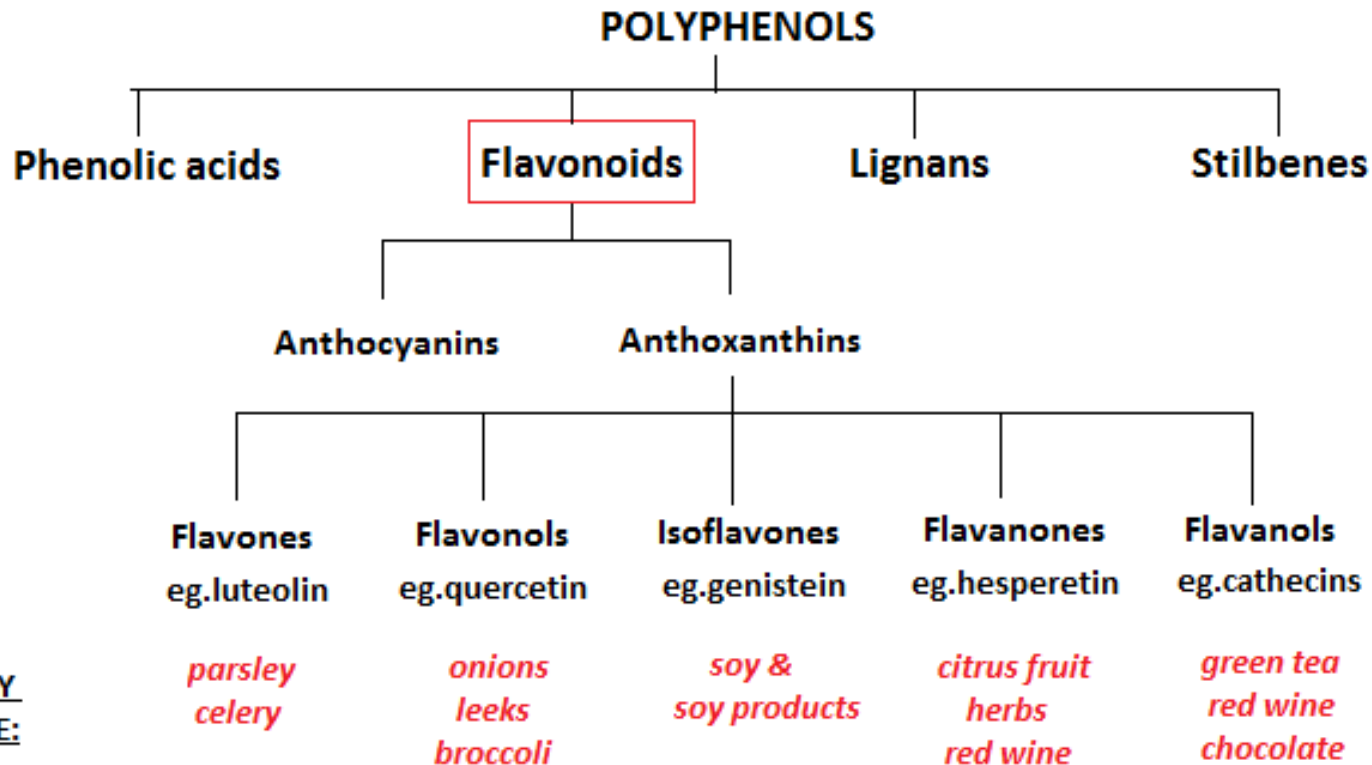 POLYPHENOLS
Phenolic acids Flavonoids Lignans Stilbenes
Anthocyanins Anthoxanthins
Flavones Flavonols Isoflavones Flavanones Flavanols
eg.luteolin eg.quercetin eg.genistein eg.hesperetin eg.cathecins
parsley onions soy & citrus fruit green tea
Y celery leeks soy products herbs red wine
E: broccoli red wine chocolate